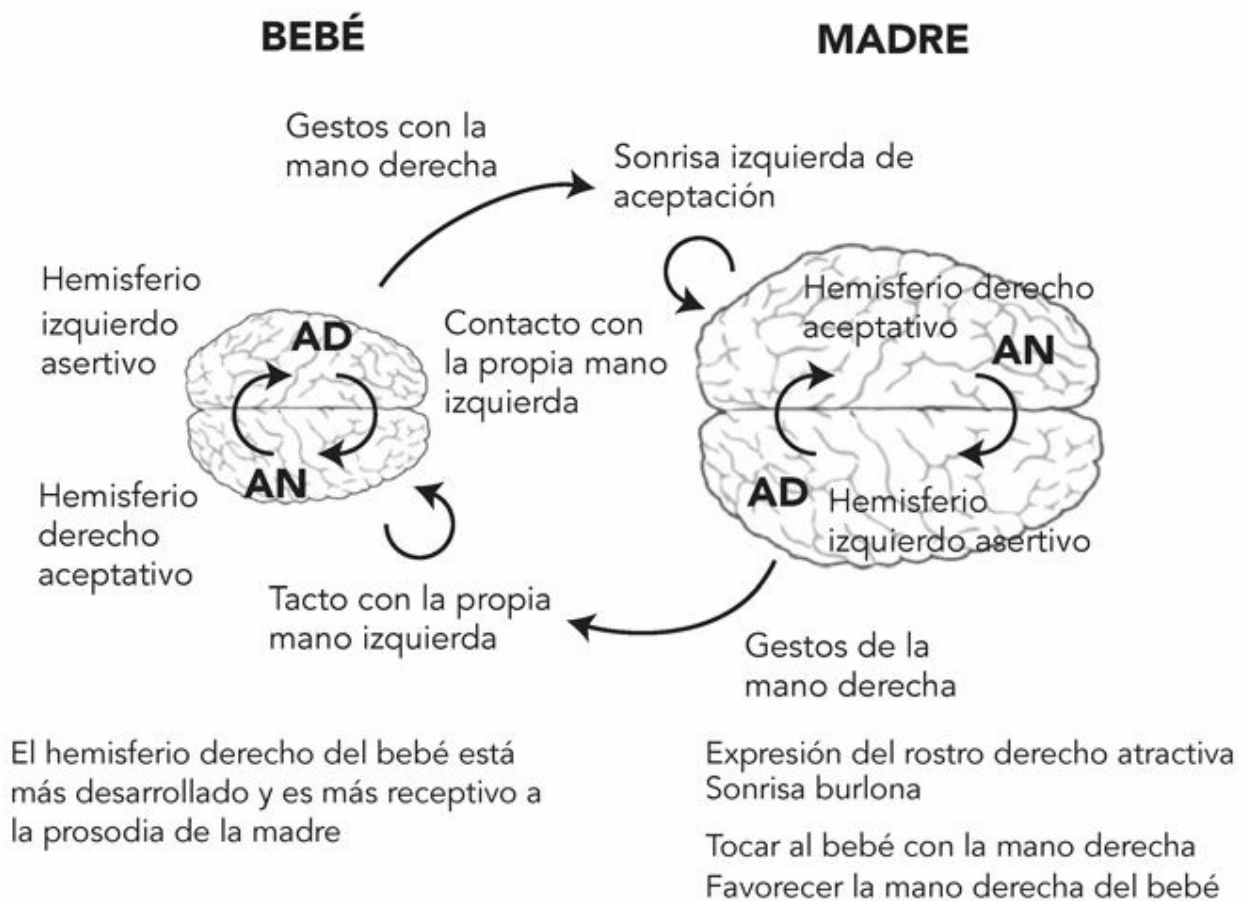 BEBÉ
MADRE
Gestos con la
mano derecha
Sonrisa izquierda de
aceptación
Hemisferio
izquierdo
asertivo
AD
AN
Contacto con
la propia mano
izquierda
Hemisferio derecho
aceptativo
AN
AD
Hemisferio
izquierdo asertivo
Hemisferio
derecho
aceptativo
Tacto con la propia
mano izquierda
Gestos de la
mano derecha
El hemisferio derecho del bebé está
más desarrollado y es más receptivo a
la prosodia de la madre
Expresión del rostro derecho atractiva
Sonrisa burlona
Tocar al bebé con la mano derecha
Favorecer la mano derecha del bebé